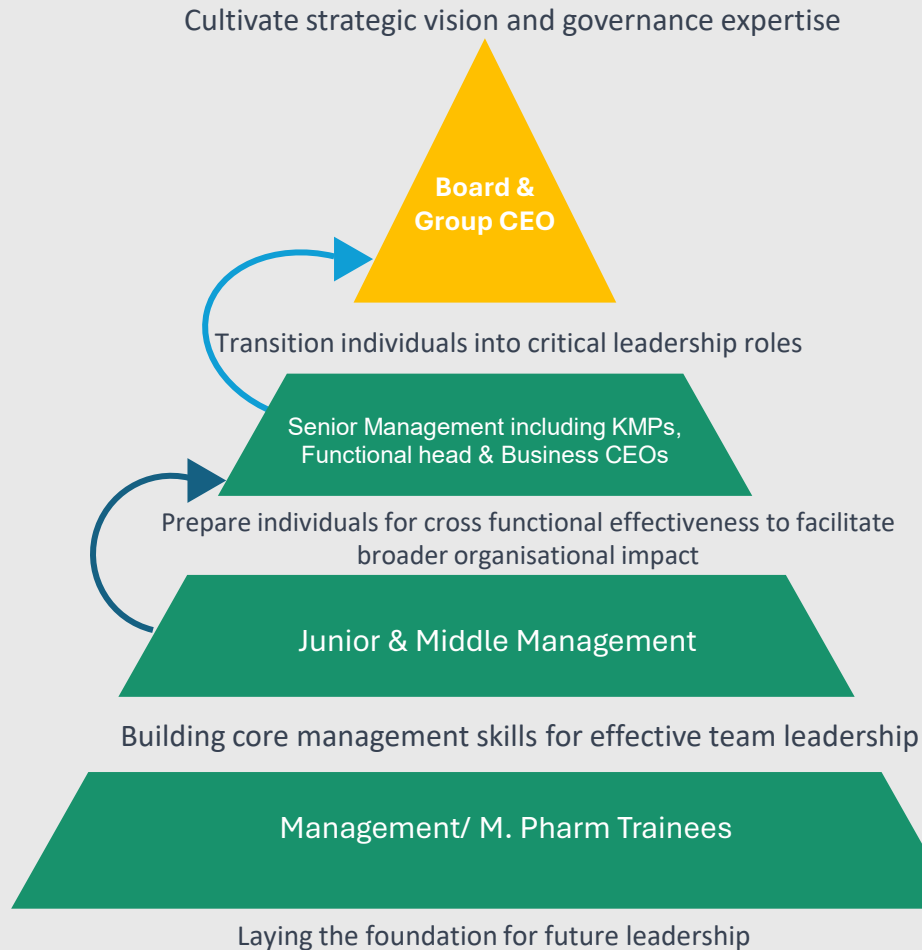 Cultivate strategic vision and governance expertise
Board &
Group CEO
Transition individuals into critical leadership roles
Senior Management including KMPs,
Functional head & Business CEOs
Prepare individuals for cross functional effectiveness to facilitate
broader organisational impact
Junior & Middle Management
Building core management skills for effective team leadership
Management/ M. Pharm Trainees
Laying the foundation for future leadership